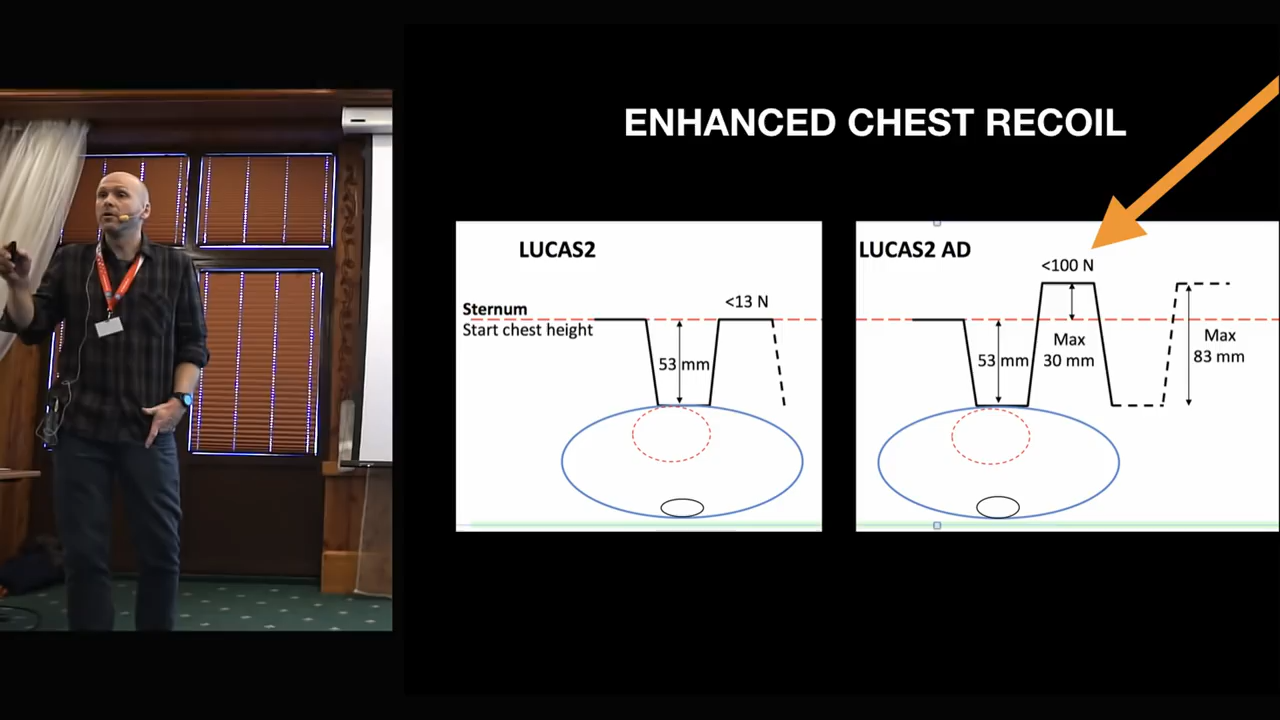 ENHANCED CHEST RECOIL
LUCAS2
<13 N
Sternum
Start chest height
53 mm
LUCAS2 AD
<100 N
53 mm
Max
30 mm
Max
83 mm